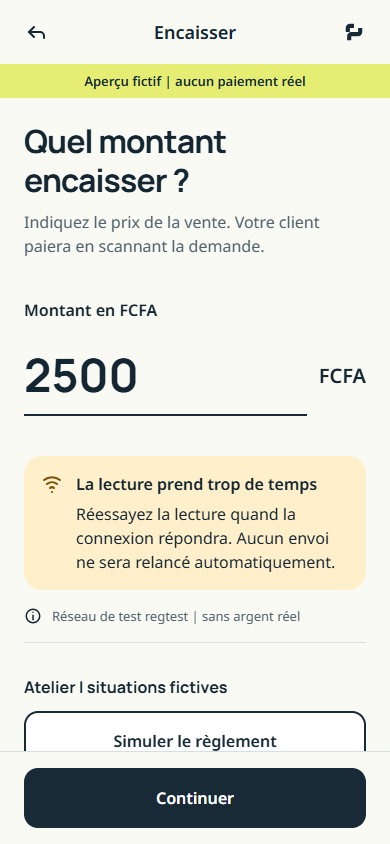 Encaisser
Aperçu fictif | aucun paiement réel
Quel montant
encaisser ?
Indiquez le prix de la vente. Votre client
paiera en scannant la demande.
Montant en FCFA
2500 FCFA
La lecture prend trop de temps
Réessayez la lecture quand la
connexion répondra. Aucun envoi
ne sera relancé automatiquement.
Réseau de test regtest | sans argent réel
Atelier | situations fictives
Simuler le règlement
Continuer